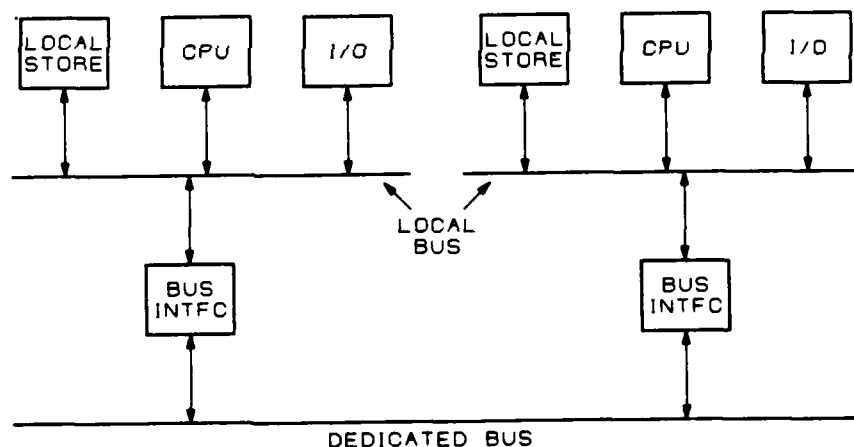 LOCAL
STORE
CPU
I/O
LOCAL
STORE
CPU
I/O
LOCAL
BUS
BUS
INTFC
BUS
INTFC
DEDICATED BUS